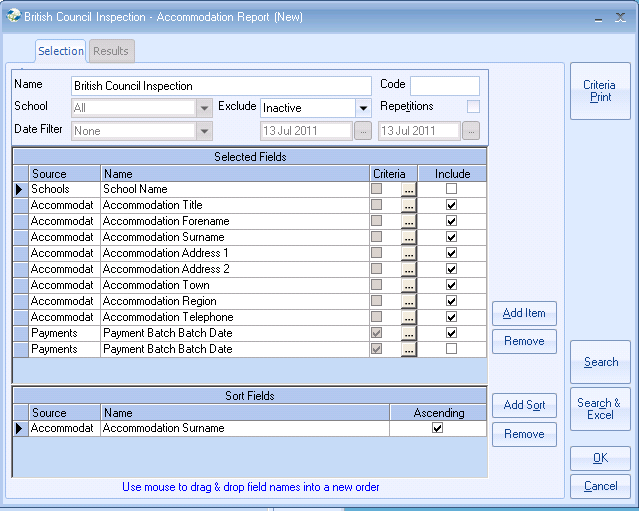 British Council Inspection - Accommodation Report (New)
Selection Results
Name British Council Inspection Code
School All Exclude Inactive Repetitions
Date Filter None 13 Jul 2011 ... 13 Jul 2011 ...
Criteria Print
Selected Fields
Source Name Criteria Include
Schools School Name ...
Accommodat Accommodation Title ...
Accommodat Accommodation Forename ...
Accommodat Accommodation Surname ...
Accommodat Accommodation Address 1 ...
Accommodat Accommodation Address 2 ...
Accommodat Accommodation Town ...
Accommodat Accommodation Region ...
Accommodat Accommodation Telephone ...
Payments Payment Batch Batch Date ...
Payments Payment Batch Batch Date ...
Add Item
Remove
Search
Sort Fields
Source Name Ascending
Accommodat Accommodation Surname
Add Sort
Remove
Search & Excel
OK
Cancel
Use mouse to drag & drop field names into a new order